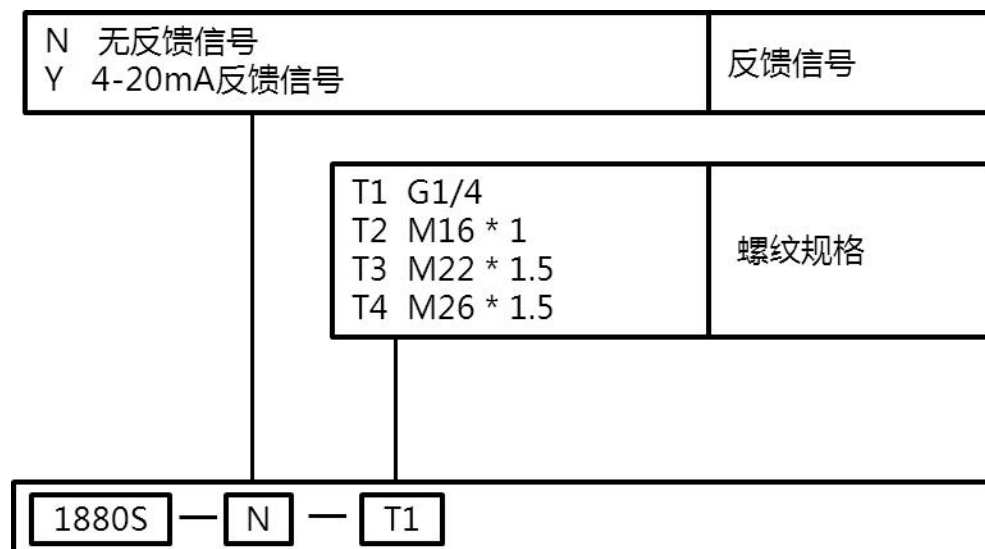 N 无反馈信号
Y 4-20mA反馈信号
反馈信号
T1 G1/4
T2 M16 * 1
T3 M22 * 1.5
T4 M26 * 1.5
螺纹规格
1880S — N — T1